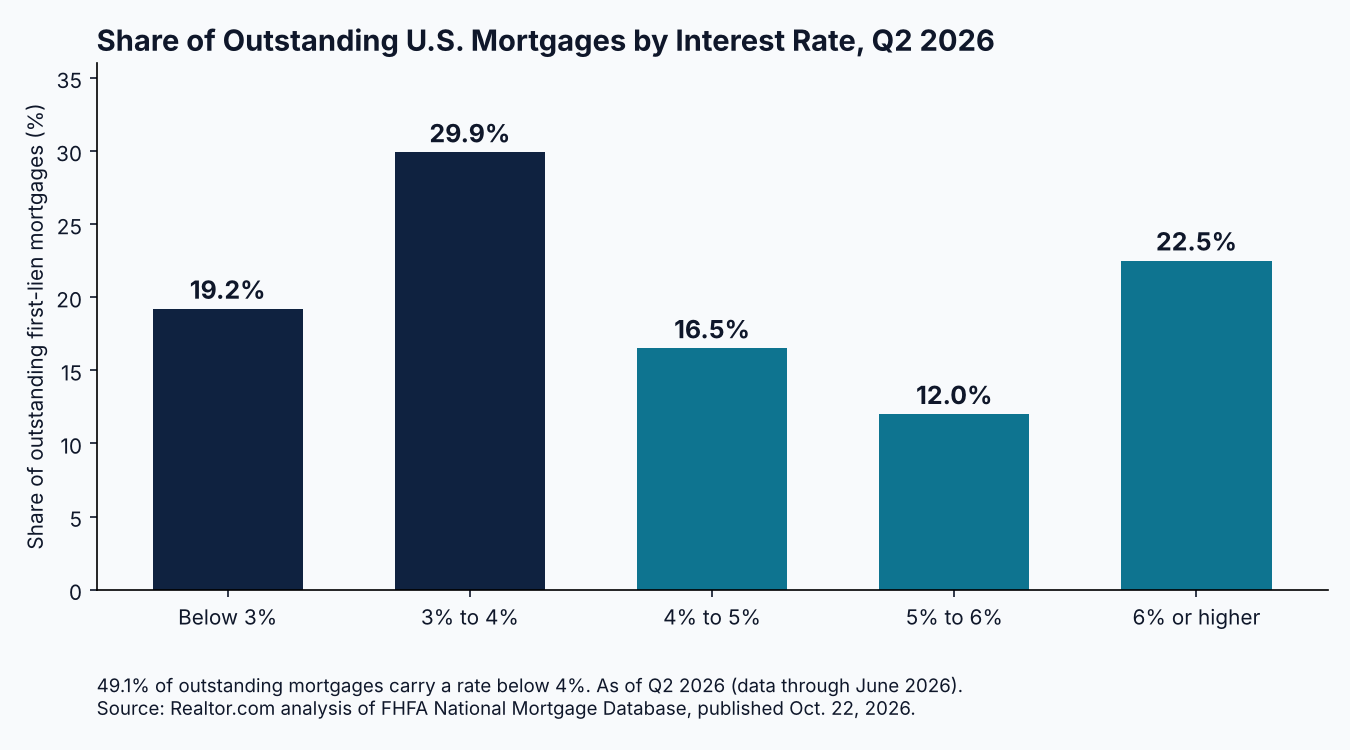 Share of Outstanding U.S. Mortgages by Interest Rate, Q2 2026
Share of outstanding first-lien mortgages (%)
35
30
25
20
15
10
5
0
19.2%
29.9%
16.5%
12.0%
22.5%
Below 3%
3% to 4%
4% to 5%
5% to 6%
6% or higher
49.1% of outstanding mortgages carry a rate below 4%. As of Q2 2026 (data through June 2026).
Source: Realtor.com analysis of FHFA National Mortgage Database, published Oct. 22, 2026.